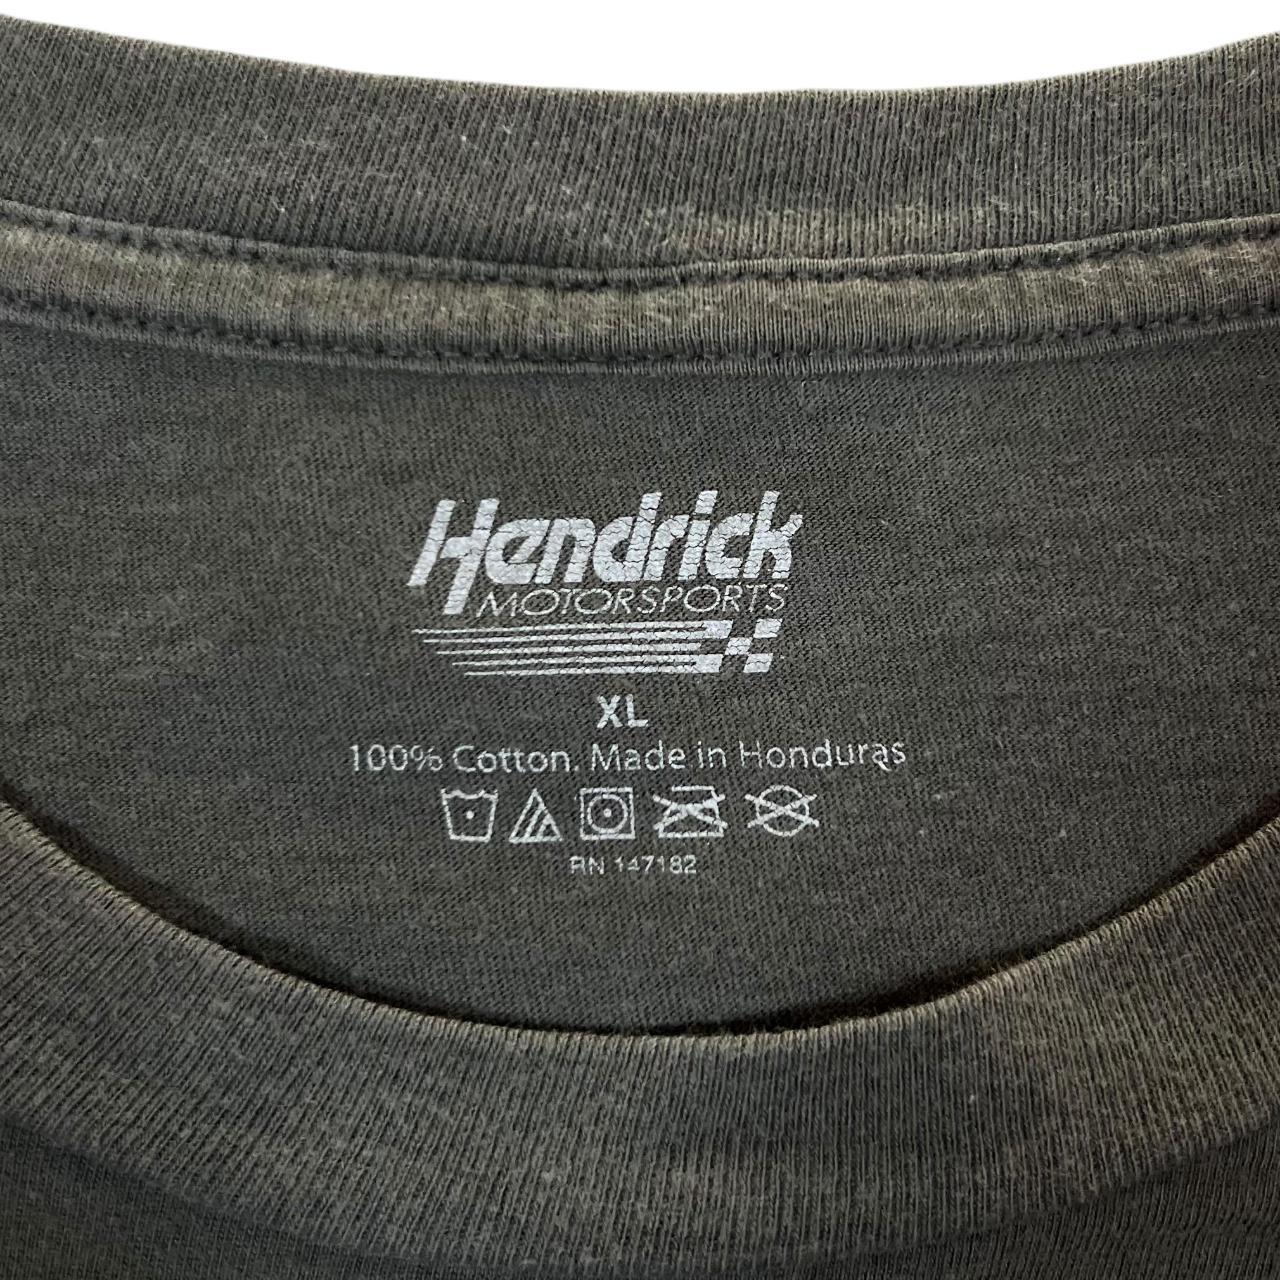 Hendrick
MOTORSPORTS
XL
100% Cotton. Made in Honduras
RN 147182